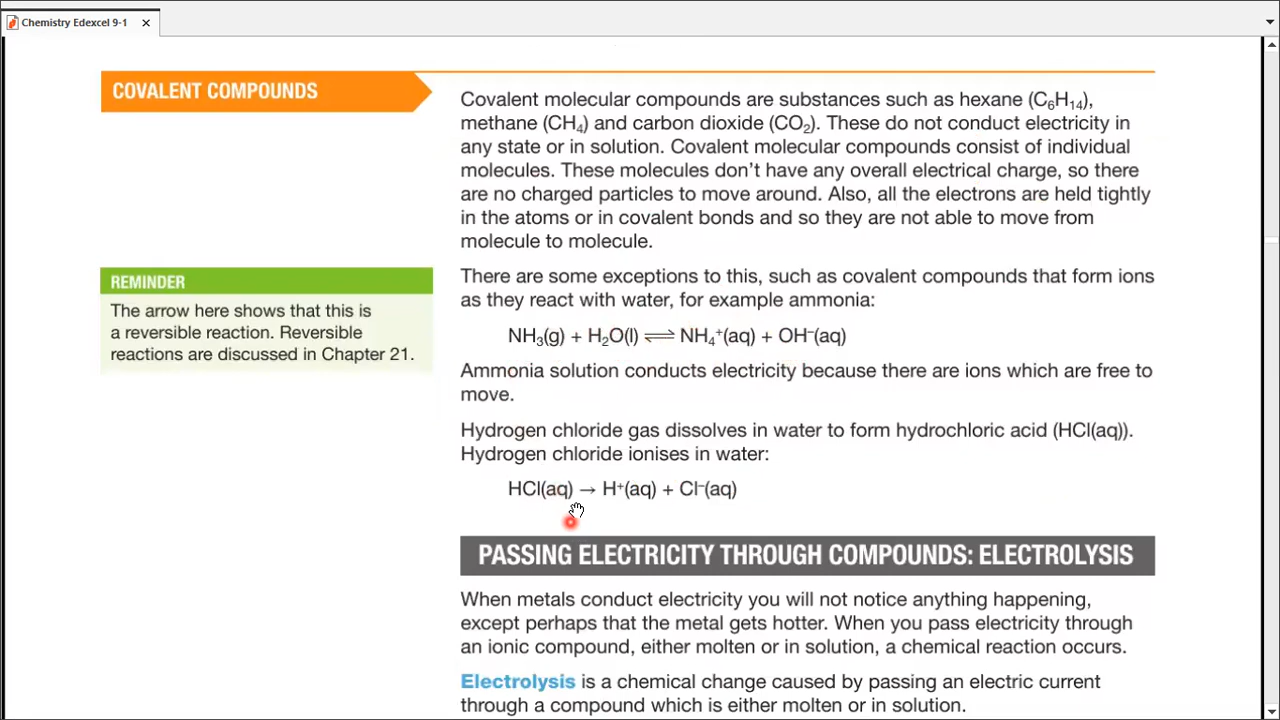 Chemistry Edexcel 9-1
COVALENT COMPOUNDS
Covalent molecular compounds are substances such as hexane (C₆H₁₄),
methane (CH₄) and carbon dioxide (CO₂). These do not conduct electricity in
any state or in solution. Covalent molecular compounds consist of individual
molecules. These molecules don’t have any overall electrical charge, so there
are no charged particles to move around. Also, all the electrons are held tightly
in the atoms or in covalent bonds and so they are not able to move from
molecule to molecule.
REMINDER
The arrow here shows that this is
a reversible reaction. Reversible
reactions are discussed in Chapter 21.
There are some exceptions to this, such as covalent compounds that form ions
as they react with water, for example ammonia:
NH₃(g) + H₂O(l) ⇌ NH₄⁺(aq) + OH⁻(aq)
Ammonia solution conducts electricity because there are ions which are free to
move.
Hydrogen chloride gas dissolves in water to form hydrochloric acid (HCl(aq)).
Hydrogen chloride ionises in water:
HCl(aq) → H⁺(aq) + Cl⁻(aq)
PASSING ELECTRICITY THROUGH COMPOUNDS: ELECTROLYSIS
When metals conduct electricity you will not notice anything happening,
except perhaps that the metal gets hotter. When you pass electricity through
an ionic compound, either molten or in solution, a chemical reaction occurs.
Electrolysis is a chemical change caused by passing an electric current
through a compound which is either molten or in solution.